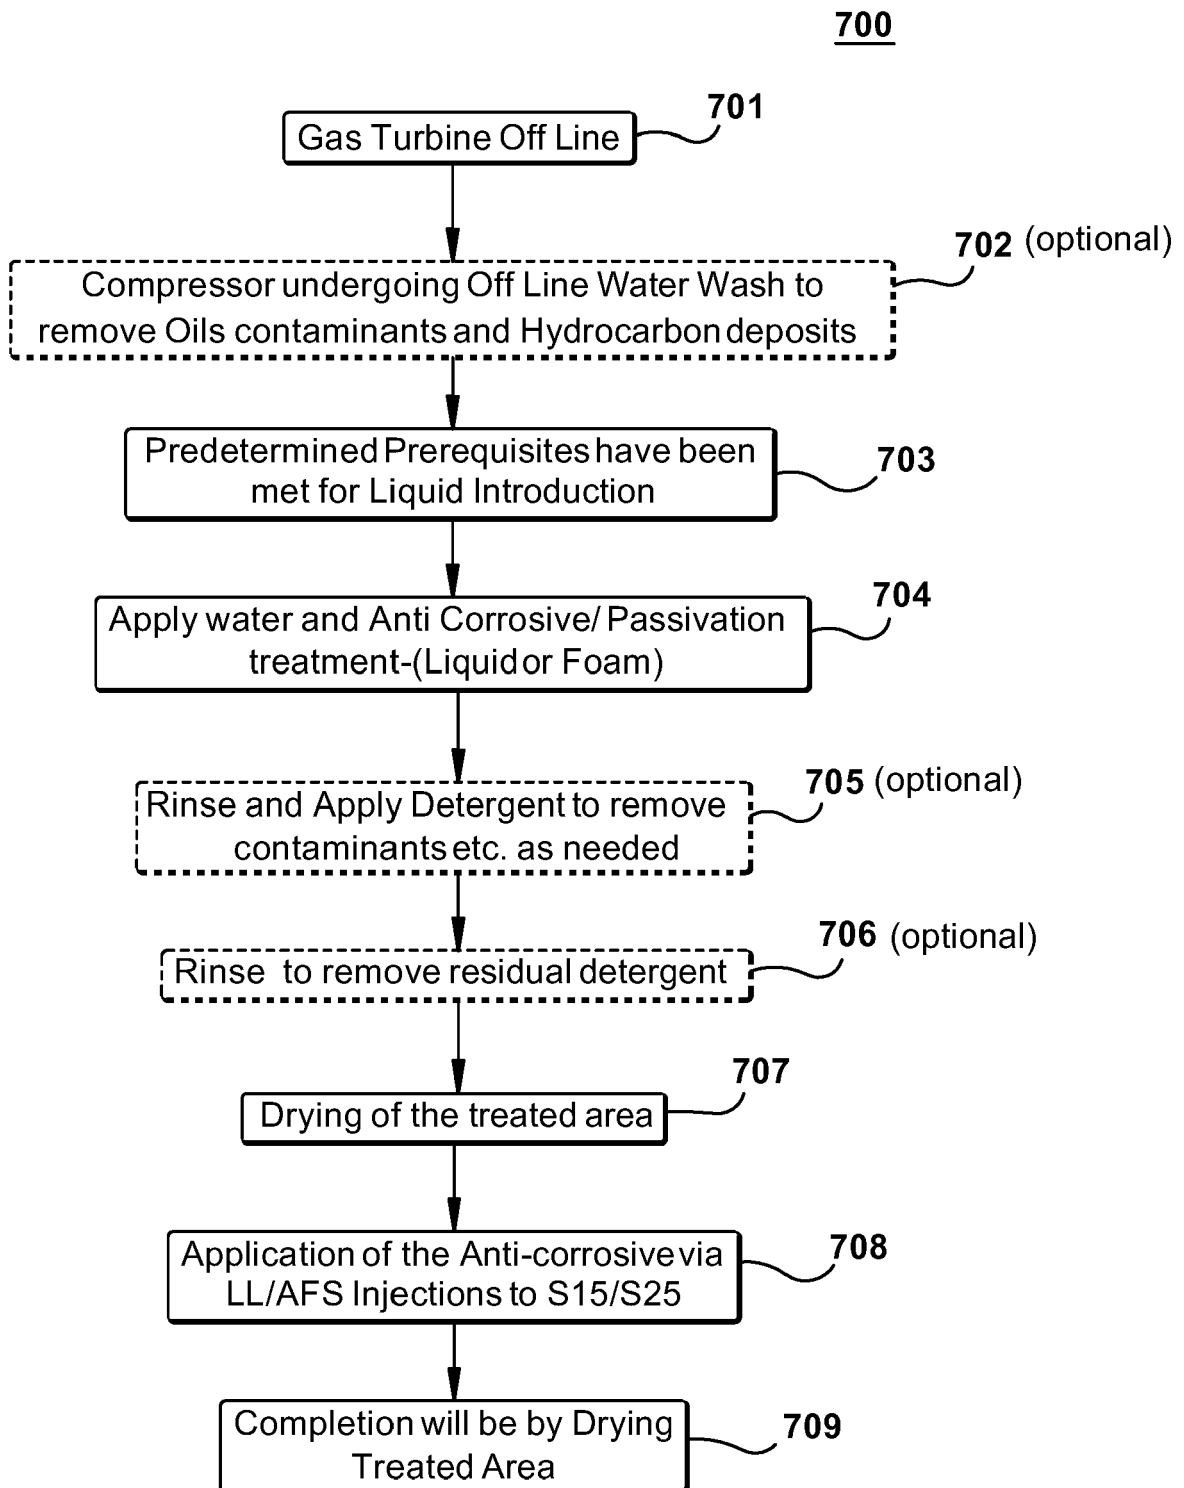 700
701
Gas Turbine Off Line
702 (optional)
Compressor undergoing Off Line Water Wash to
remove Oils contaminants and Hydrocarbon deposits
Predetermined Prerequisites have been
met for Liquid Introduction
703
704
Apply water and Anti Corrosive/ Passivation
treatment-(Liquid or Foam)
705 (optional)
Rinse and Apply Detergent to remove
contaminants etc. as needed
706 (optional)
Rinse to remove residual detergent
707
Drying of the treated area
708
Application of the Anti-corrosive via
LL/AFS Injections to S15/S25
709
Completion will be by Drying
Treated Area